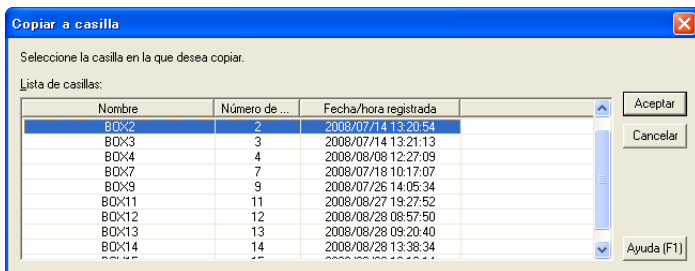 Copiar a casilla
Seleccione la casilla en la que desea copiar.
Lista de casillas:
Nombre Número de ... Fecha/hora registrada
BOX2 2 2008/07/14 13:20:54
BOX3 3 2008/07/14 13:21:13
BOX4 4 2008/08/08 12:27:09
BOX7 7 2008/07/18 10:17:07
BOX9 9 2008/07/26 14:05:34
BOX11 11 2008/08/27 19:27:52
BOX12 12 2008/08/28 08:57:50
BOX13 13 2008/08/28 09:20:40
BOX14 14 2008/08/28 13:38:34
Aceptar
Cancelar
Ayuda (F1)